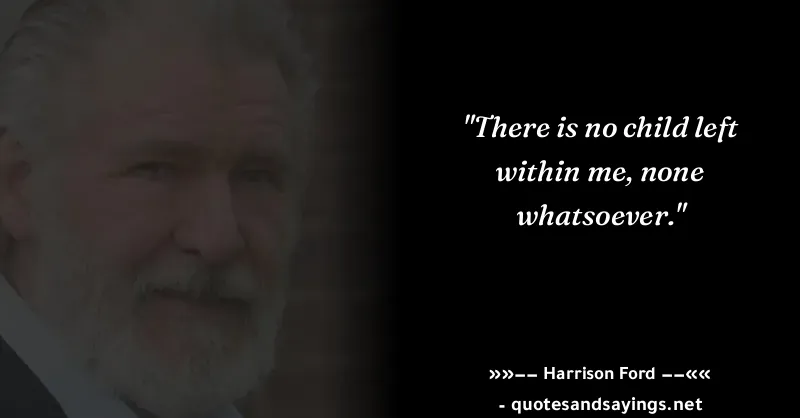 "There is no child left
within me, none
whatsoever."
»»–– Harrison Ford ––««
- quotesandsayings.net